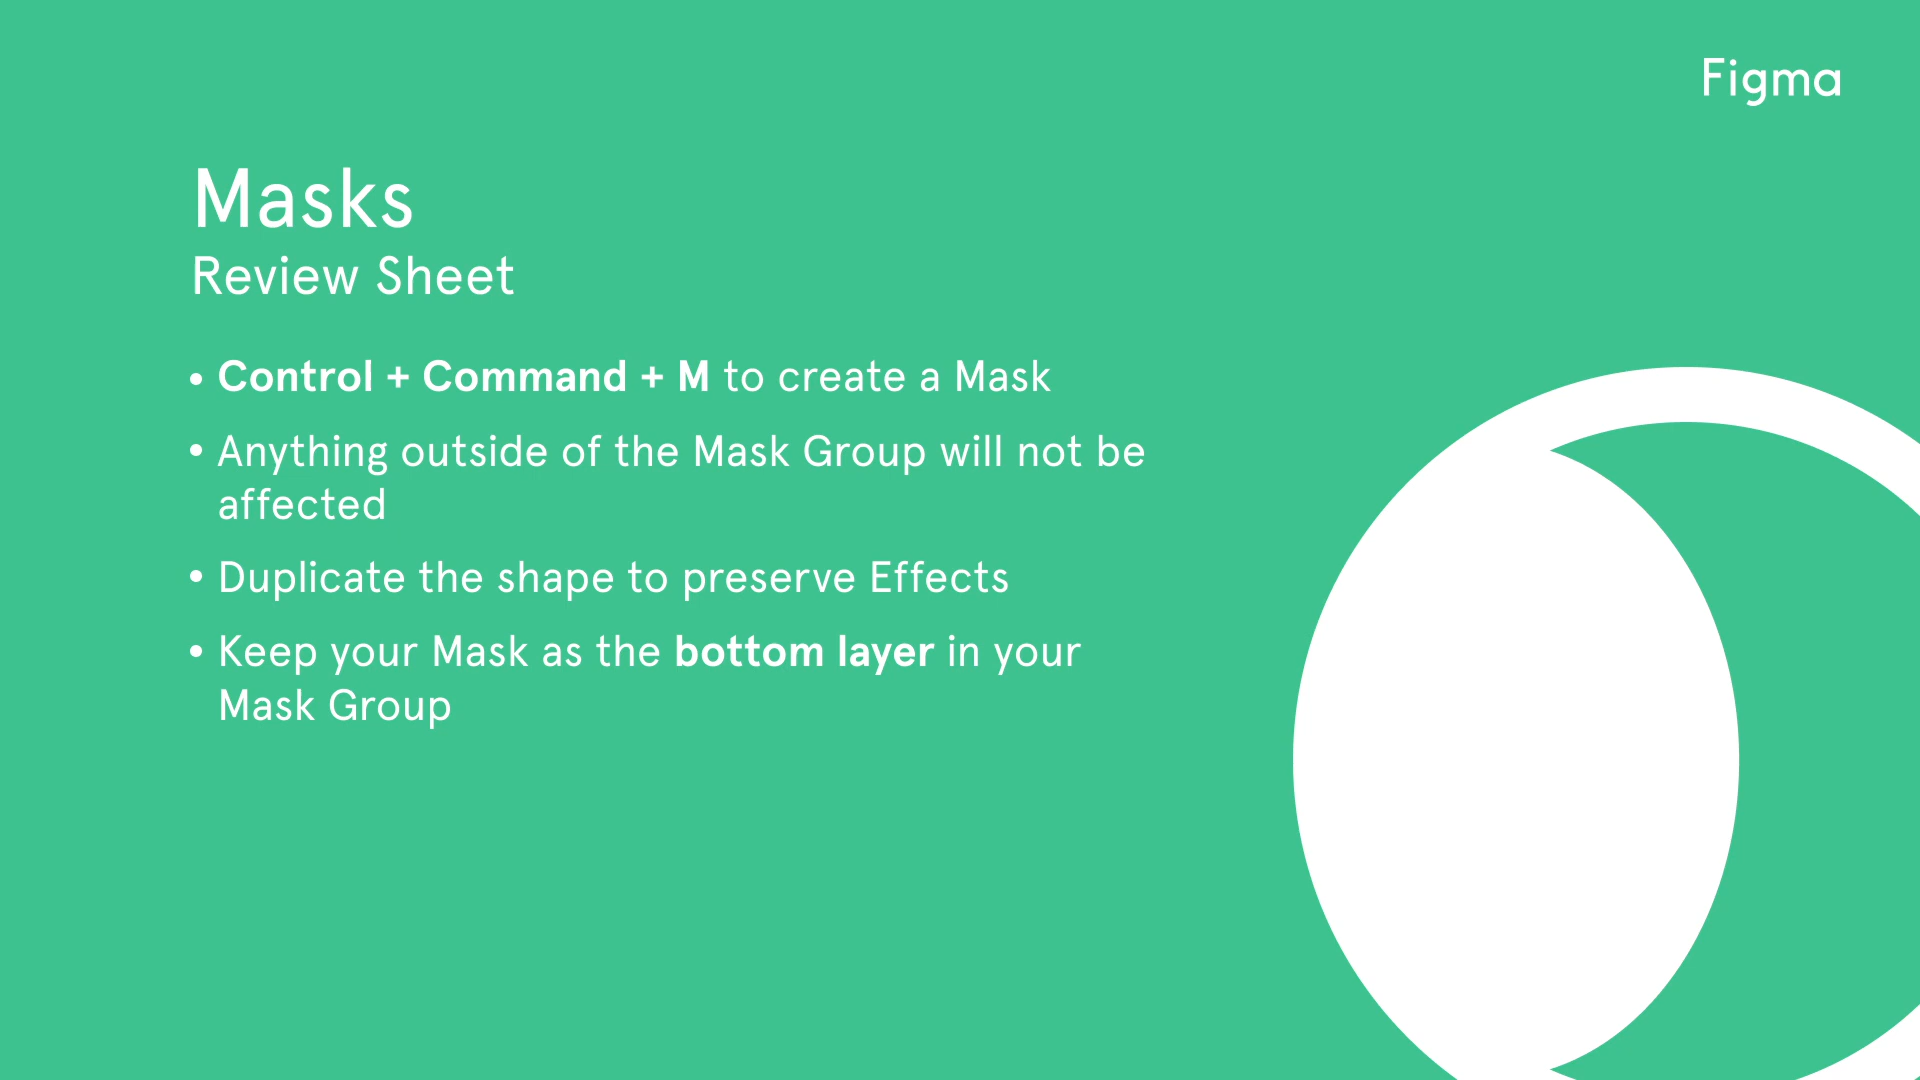 Figma
Masks
Review Sheet
• Control + Command + M to create a Mask
• Anything outside of the Mask Group will not be
affected
• Duplicate the shape to preserve Effects
• Keep your Mask as the bottom layer in your
Mask Group